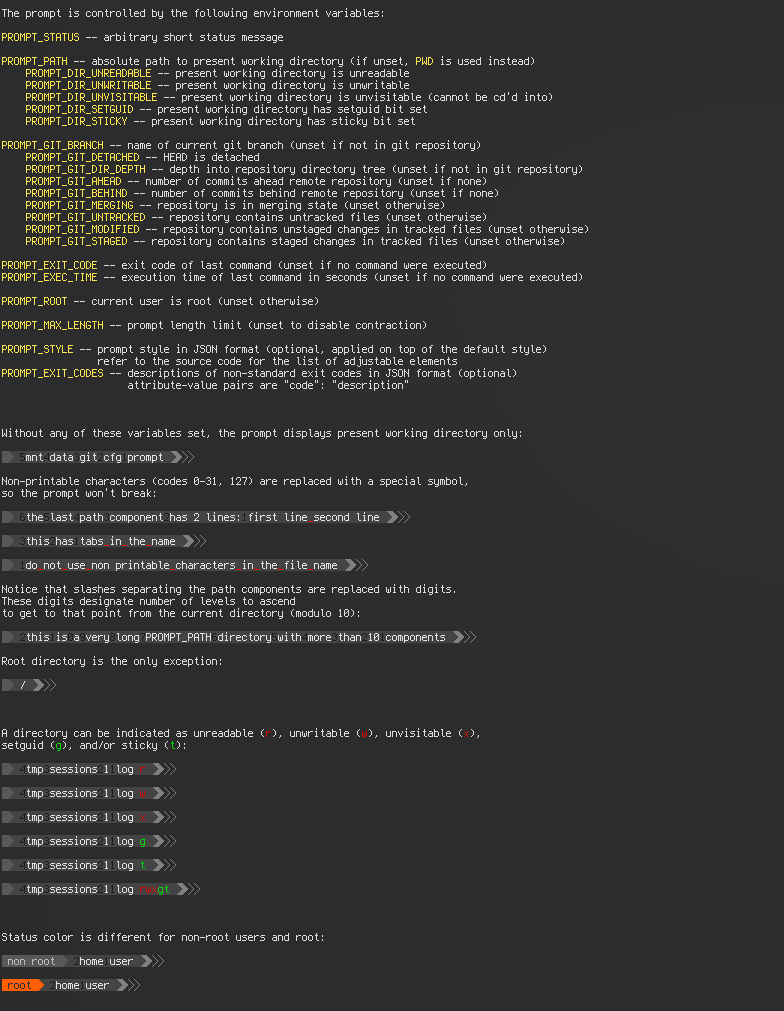 The prompt is controlled by the following environment variables:
PROMPT_STATUS -- arbitrary short status message
PROMPT_PATH -- absolute path to present working directory (if unset, PWD is used instead)
PROMPT_DIR_UNREADABLE -- present working directory is unreadable
PROMPT_DIR_UNWRITABLE -- present working directory is unwritable
PROMPT_DIR_UNVISITABLE -- present working directory is unvisitable (cannot be cd'd into)
PROMPT_DIR_SETGUID -- present working directory has setguid bit set
PROMPT_DIR_STICKY -- present working directory has sticky bit set
PROMPT_GIT_BRANCH -- name of current git branch (unset if not in git repository)
PROMPT_GIT_DETACHED -- HEAD is detached
PROMPT_GIT_DIR_DEPTH -- depth into repository directory tree (unset if not in git repository)
PROMPT_GIT_AHEAD -- number of commits ahead remote repository (unset if none)
PROMPT_GIT_BEHIND -- number of commits behind remote repository (unset if none)
PROMPT_GIT_MERGING -- repository is in merging state (unset otherwise)
PROMPT_GIT_UNTRACKED -- repository contains untracked files (unset otherwise)
PROMPT_GIT_MODIFIED -- repository contains unstaged changes in tracked files (unset otherwise)
PROMPT_GIT_STAGED -- repository contains staged changes in tracked files (unset otherwise)
PROMPT_EXIT_CODE -- exit code of last command (unset if no command were executed)
PROMPT_EXEC_TIME -- execution time of last command in seconds (unset if no command were executed)
PROMPT_ROOT -- current user is root (unset otherwise)
PROMPT_MAX_LENGTH -- prompt length limit (unset to disable contraction)
PROMPT_STYLE -- prompt style in JSON format (optional, applied on top of the default style)
refer to the source code for the list of adjustable elements
PROMPT_EXIT_CODES -- descriptions of non-standard exit codes in JSON format (optional)
attribute-value pairs are "code": "description"
Without any of these variables set, the prompt displays present working directory only:
mnt data git cfg prompt
Non-printable characters (codes 0-31, 127) are replaced with a special symbol,
so the prompt won't break:
the last path component has 2 lines: first line second line
this has tabs in the name
do not use non printable characters in the file name
Notice that slashes separating the path components are replaced with digits.
These digits designate number of levels to ascend
to get to that point from the current directory (modulo 10):
this is a very long PROMPT_PATH directory with more than 10 components
Root directory is the only exception:
/
A directory can be indicated as unreadable (r), unwritable (w), unvisitable (x),
setguid (g), and/or sticky (t):
tmp sessions 1 log r
tmp sessions 1 log w
tmp sessions 1 log x
tmp sessions 1 log g
tmp sessions 1 log t
tmp sessions 1 log rwxgt
Status color is different for non-root users and root:
non root 2home user
root 2home user